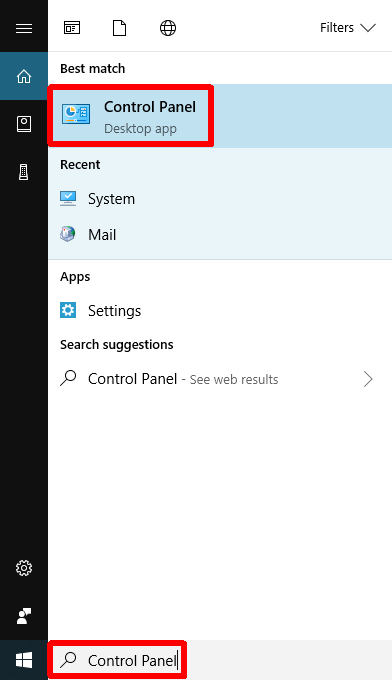 Filters
Best match
Control Panel
Desktop app
Recent
System
Mail
Apps
Settings
Search suggestions
Control Panel - See web results
Control Panel